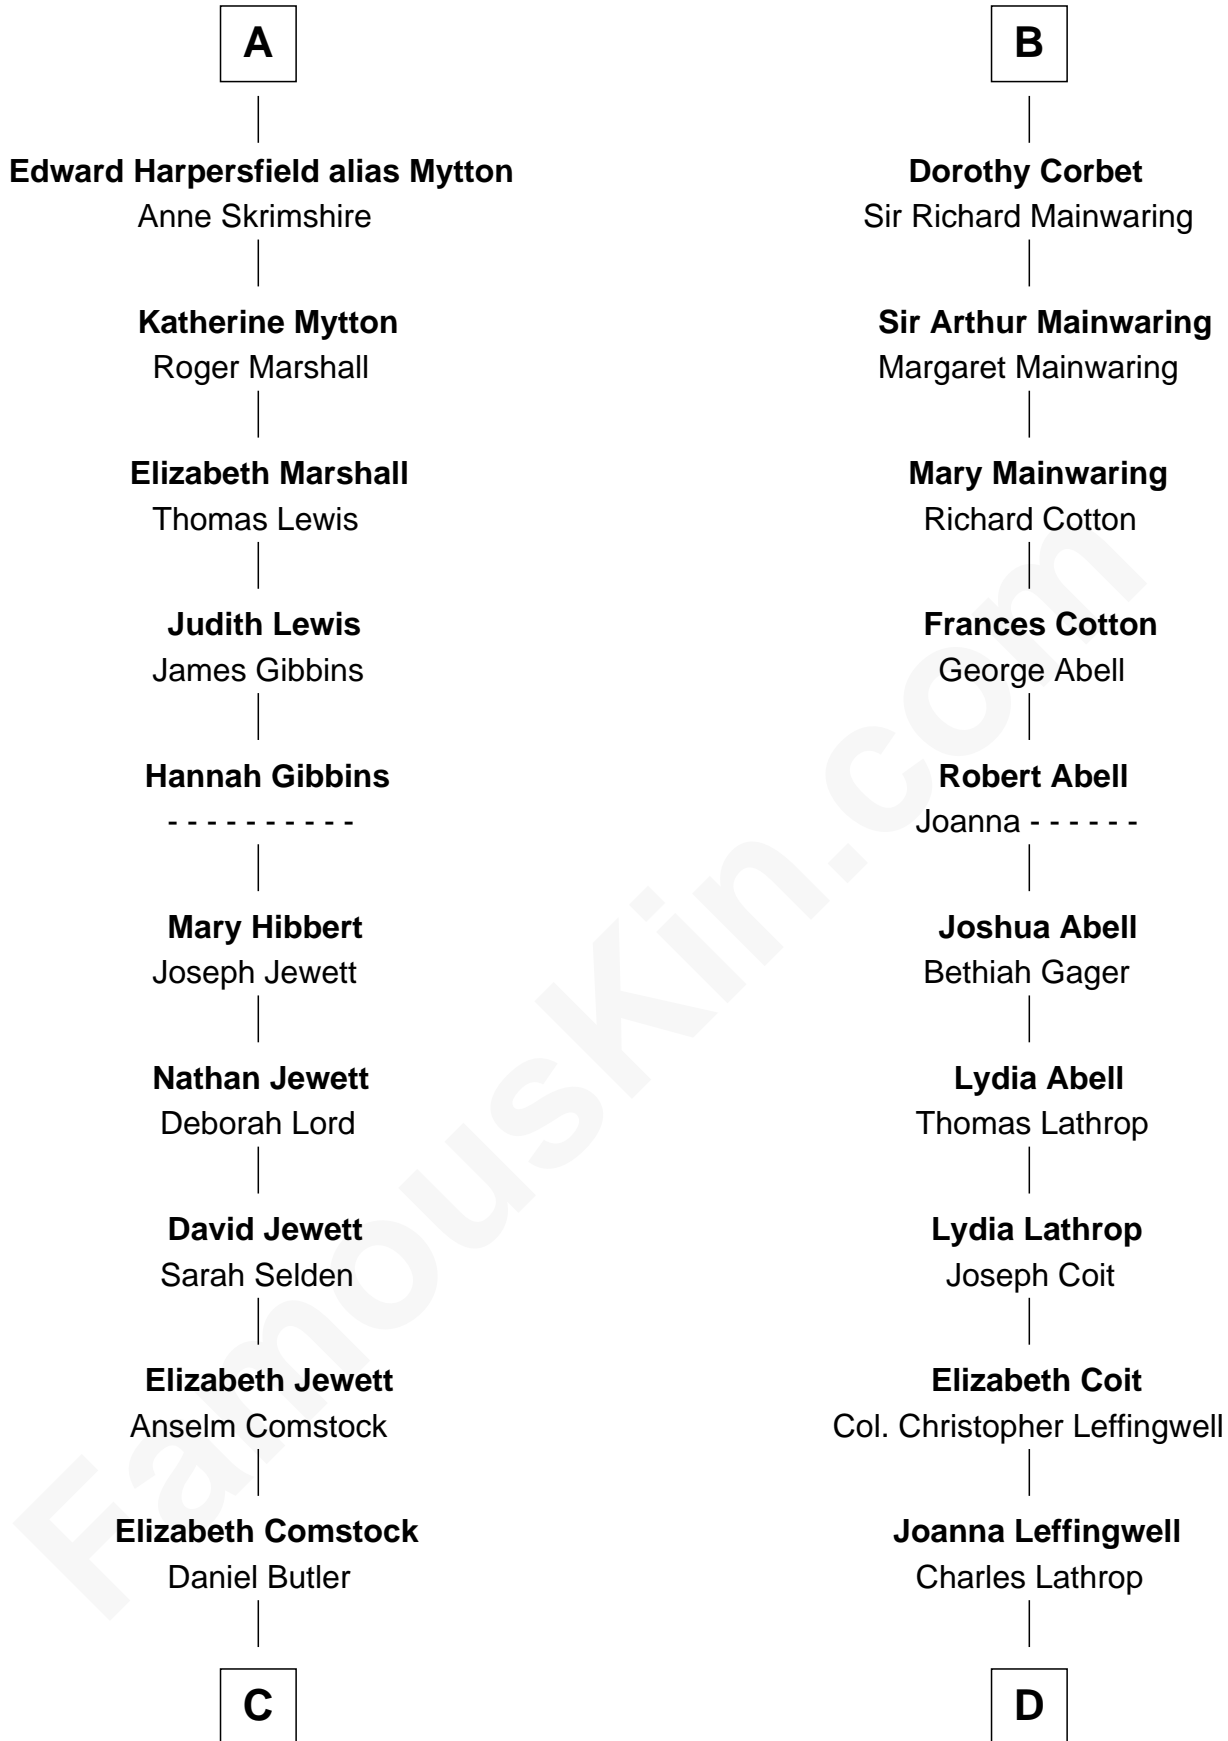 A
Edward Harpersfield alias Mytton
Anne Skrimshire
Katherine Mytton
Roger Marshall
Elizabeth Marshall
Thomas Lewis
Judith Lewis
James Gibbins
Hannah Gibbins
- - - - - - - - - -
Mary Hibbert
Joseph Jewett
Nathan Jewett
Deborah Lord
David Jewett
Sarah Selden
Elizabeth Jewett
Anselm Comstock
Elizabeth Comstock
Daniel Butler
C
B
Dorothy Corbet
Sir Richard Mainwaring
Sir Arthur Mainwaring
Margaret Mainwaring
Mary Mainwaring
Richard Cotton
Frances Cotton
George Abell
Robert Abell
Joanna - - - - - -
Joshua Abell
Bethiah Gager
Lydia Abell
Thomas Lathrop
Lydia Lathrop
Joseph Coit
Elizabeth Coit
Col. Christopher Leffingwell
Joanna Leffingwell
Charles Lathrop
D
FamousKin.com